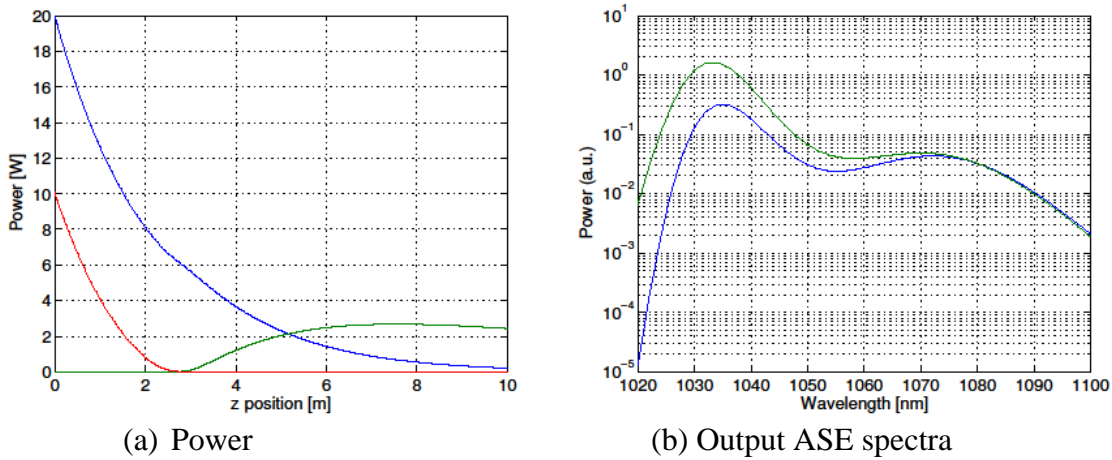 Power [W]
20
18
16
14
12
10
8
6
4
2
0
0 2 4 6 8 10
z position [m]
(a) Power
Power (a.u.)
10^1
10^0
10^-1
10^-2
10^-3
10^-4
10^-5
1020 1030 1040 1050 1060 1070 1080 1090 1100
Wavelength [nm]
(b) Output ASE spectra